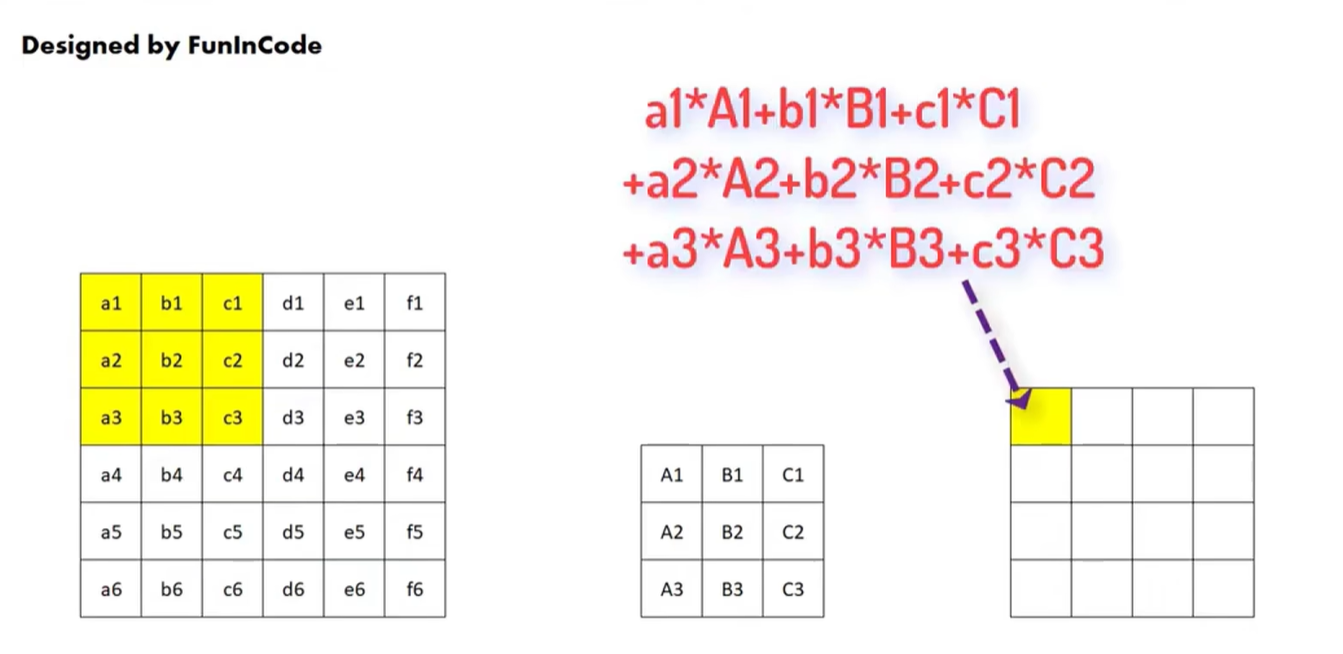 Designed by FunInCode
a1*A1+b1*B1+c1*C1
+a2*A2+b2*B2+c2*C2
+a3*A3+b3*B3+c3*C3
a1 b1 c1 d1 e1 f1
a2 b2 c2 d2 e2 f2
a3 b3 c3 d3 e3 f3
a4 b4 c4 d4 e4 f4
a5 b5 c5 d5 e5 f5
a6 b6 c6 d6 e6 f6
A1 B1 C1
A2 B2 C2
A3 B3 C3